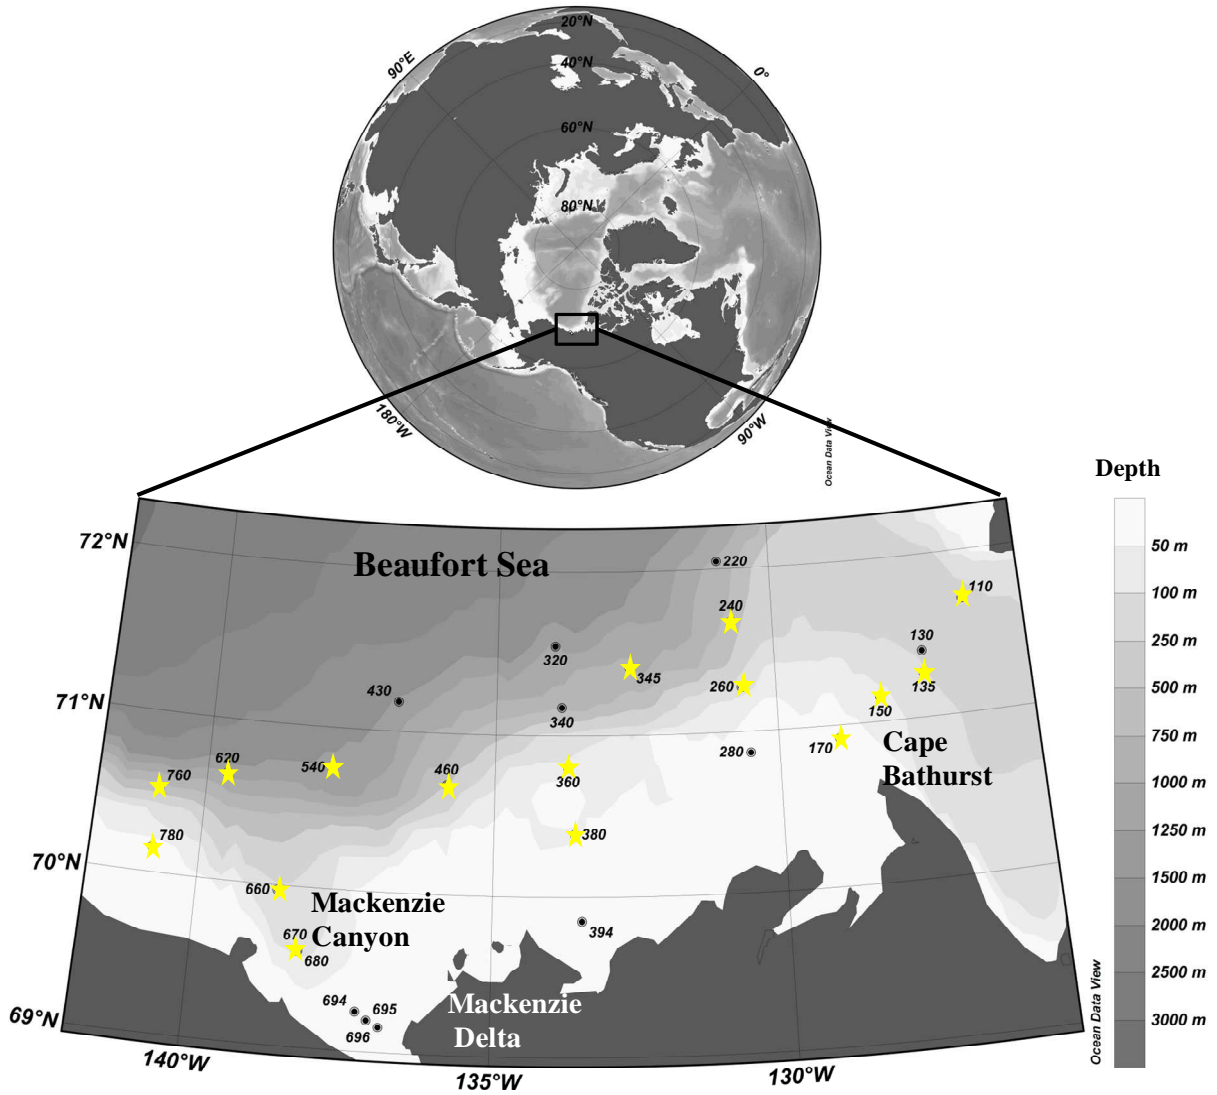 20°N
40°N
90°E
0°
60°N
80°N
180°W
90°W
Ocean Data View
Depth
72°N
Beaufort Sea
220
50 m
110
100 m
240
130
250 m
320
345
260
135
500 m
430
71°N
340
150
750 m
280
170
Cape
Bathurst
760
620
540
460
360
1000 m
780
380
1250 m
70°N
660
Mackenzie
Canyon
1500 m
670
680
394
2000 m
2500 m
694
695
696
Mackenzie
Delta
69°N
3000 m
Ocean Data View
140°W
135°W
130°W